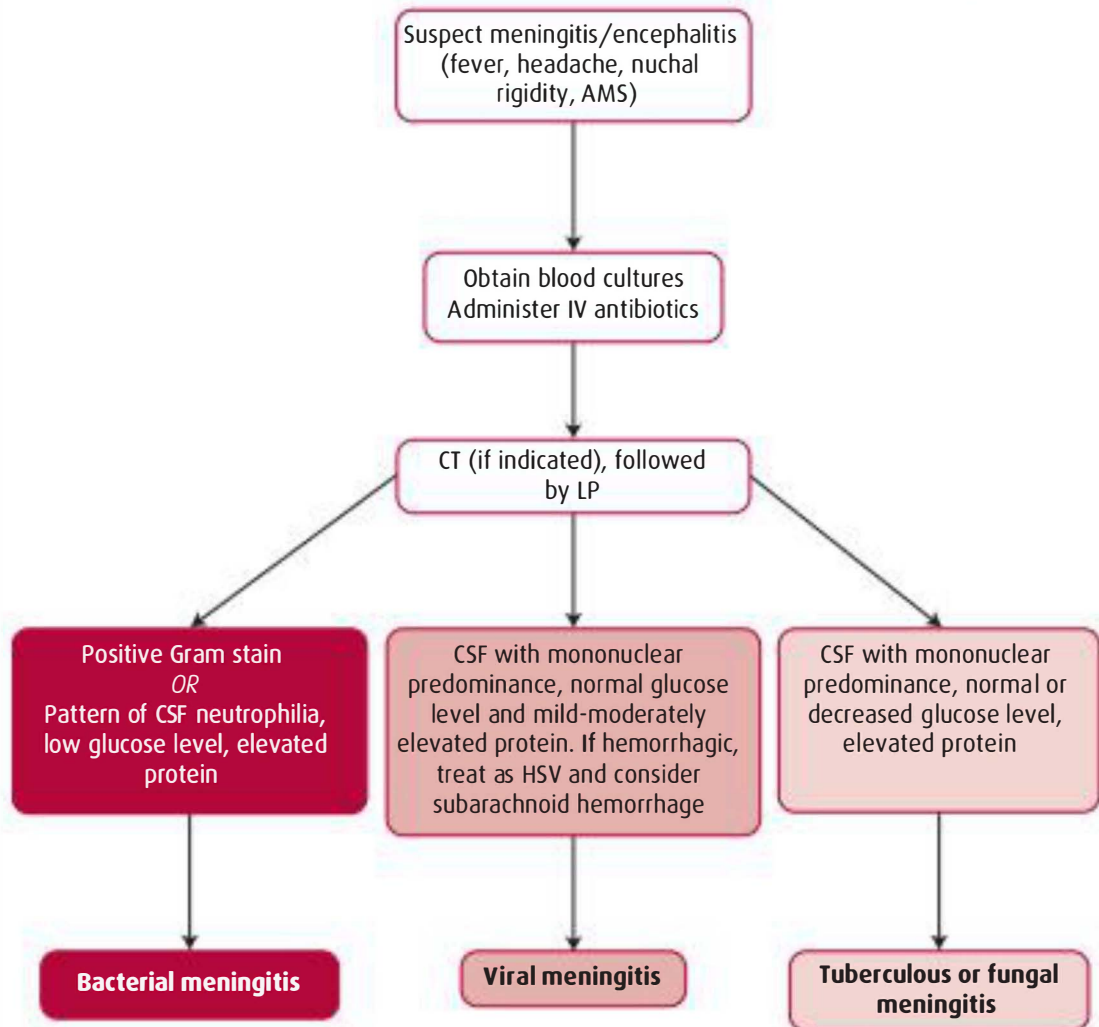 Suspect meningitis/encephalitis
(fever, headache, nuchal
rigidity, AMS)
Obtain blood cultures
Administer IV antibiotics
CT (if indicated), followed
by LP
Positive Gram stain
OR
Pattern of CSF neutrophilia,
low glucose level, elevated
protein
CSF with mononuclear
predominance, normal glucose
level and mild-moderately
elevated protein. If hemorrhagic,
treat as HSV and consider
subarachnoid hemorrhage
CSF with mononuclear
predominance, normal or
decreased glucose level,
elevated protein
Bacterial meningitis
Viral meningitis
Tuberculous or fungal
meningitis